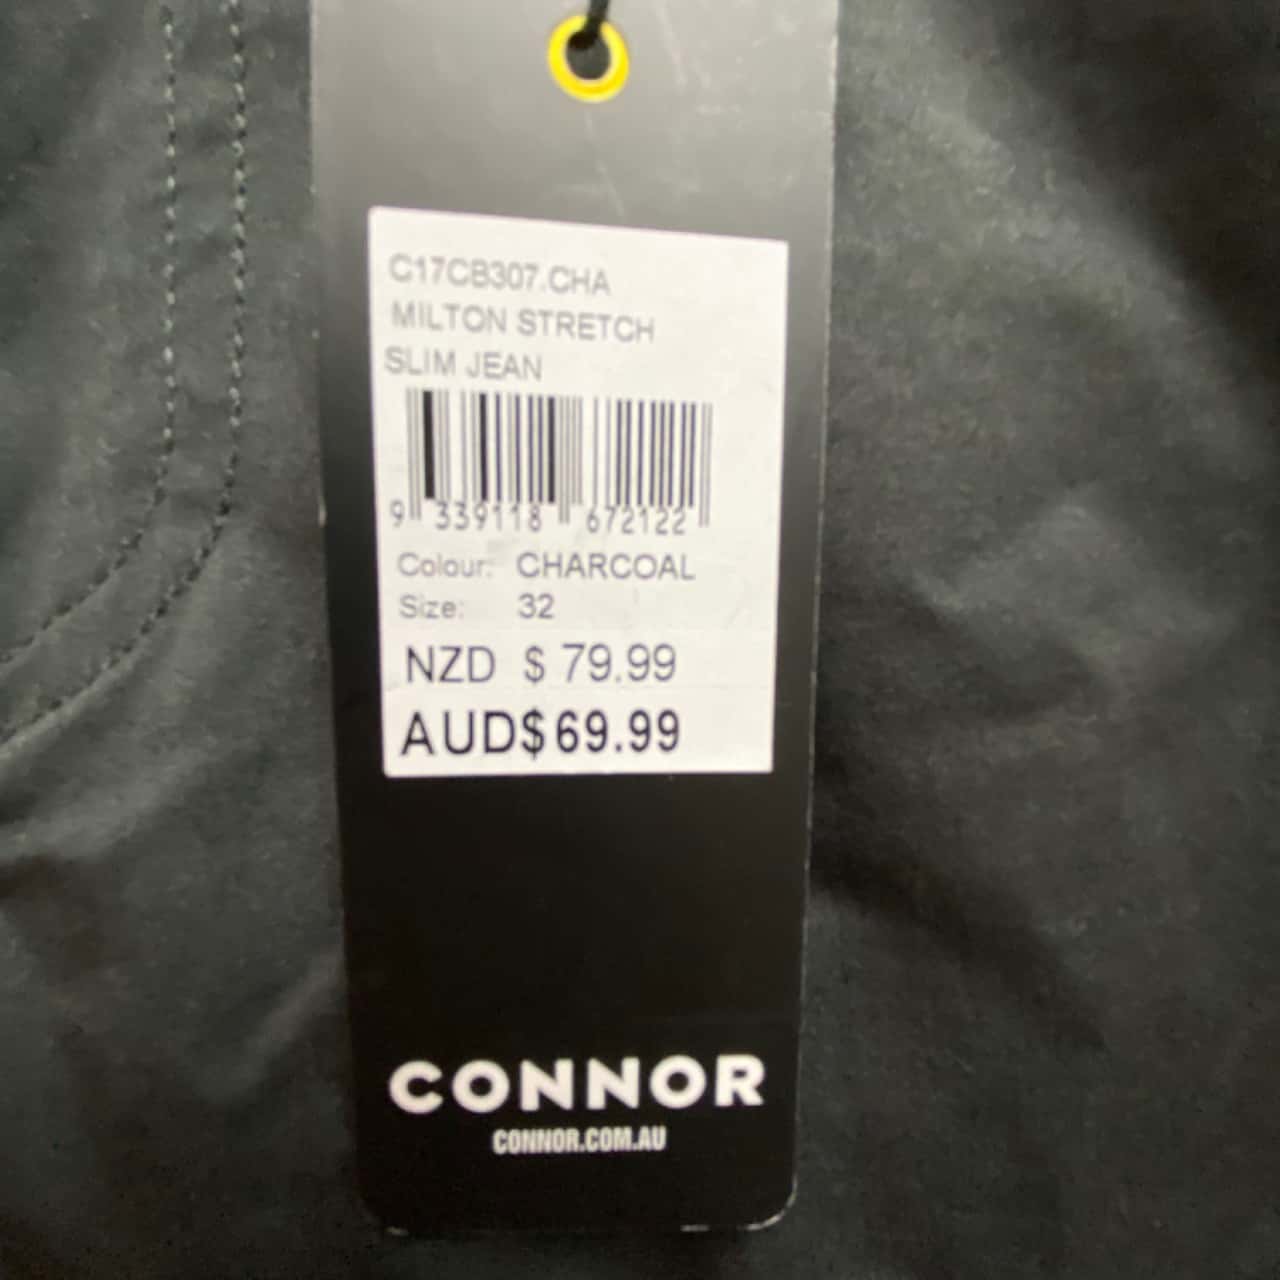 C17CB307.CHA
MILTON STRETCH
SLIM JEAN
9 339118 672122
Colour: CHARCOAL
Size: 32
NZD $ 79.99
AUD$69.99
CONNOR
CONNOR.COM.AU